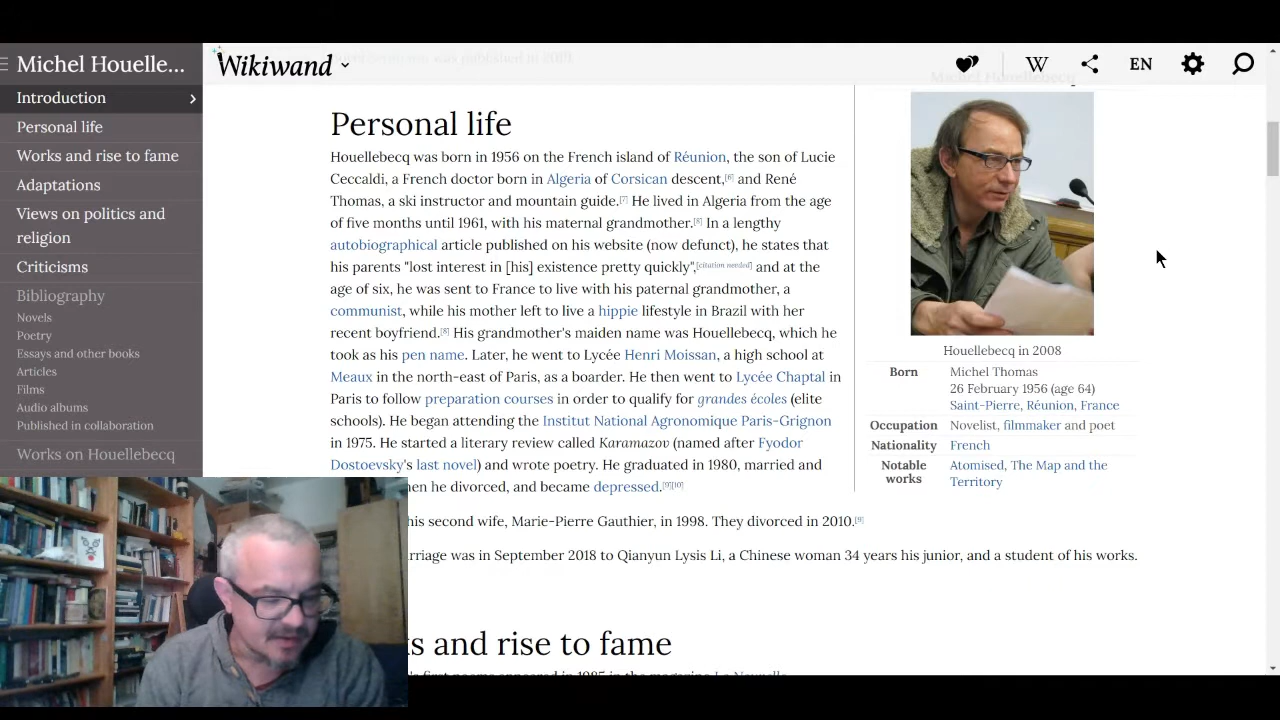 Michel Houelle...
Wikiwand
EN
Introduction
Personal life
Works and rise to fame
Adaptations
Views on politics and
religion
Criticisms
Bibliography
Novels
Poetry
Essays and other books
Articles
Films
Audio albums
Published in collaboration
Works on Houellebecq
Personal life
Houellebecq was born in 1956 on the French island of Réunion, the son of Lucie
Ceccaldi, a French doctor born in Algeria of Corsican descent,[6] and René
Thomas, a ski instructor and mountain guide.[7] He lived in Algeria from the age
of five months until 1961, with his maternal grandmother.[8] In a lengthy
autobiographical article published on his website (now defunct), he states that
his parents "lost interest in [his] existence pretty quickly",[citation needed] and at the
age of six, he was sent to France to live with his paternal grandmother, a
communist, while his mother left to live a hippie lifestyle in Brazil with her
recent boyfriend.[8] His grandmother's maiden name was Houellebecq, which he
took as his pen name. Later, he went to Lycée Henri Moissan, a high school at
Meaux in the north-east of Paris, as a boarder. He then went to Lycée Chaptal in
Paris to follow preparation courses in order to qualify for grandes écoles (elite
schools). He began attending the Institut National Agronomique Paris-Grignon
in 1975. He started a literary review called Karamazov (named after Fyodor
Dostoevsky's last novel) and wrote poetry. He graduated in 1980, married and
hen he divorced, and became depressed.[9][10]
his second wife, Marie-Pierre Gauthier, in 1998. They divorced in 2010.[9]
rriage was in September 2018 to Qianyun Lysis Li, a Chinese woman 34 years his junior, and a student of his works.
s and rise to fame
Houellebecq in 2008
Born Michel Thomas
26 February 1956 (age 64)
Saint-Pierre, Réunion, France
Occupation Novelist, filmmaker and poet
Nationality French
Notable works Atomised, The Map and the
Territory